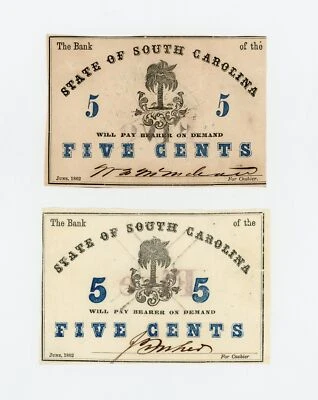 The Bank of the
STATE OF SOUTH CAROLINA
5 5
WILL PAY BEARER ON DEMAND
FIVE CENTS
June, 1862 For Cashier.
The Bank of the
STATE OF SOUTH CAROLINA
5 5
WILL PAY BEARER ON DEMAND
FIVE CENTS
June, 1862 For Cashier